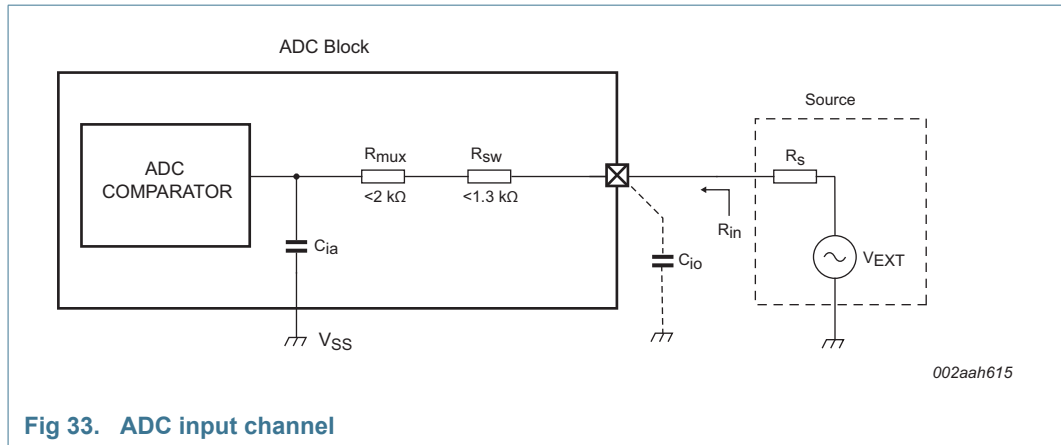 ADC Block
Source
ADC
COMPARATOR
Rmux
<2 kΩ
Rsw
<1.3 kΩ
Rs
Rin
Cia
Cio
VEXT
VSS
002aah615
Fig 33. ADC input channel